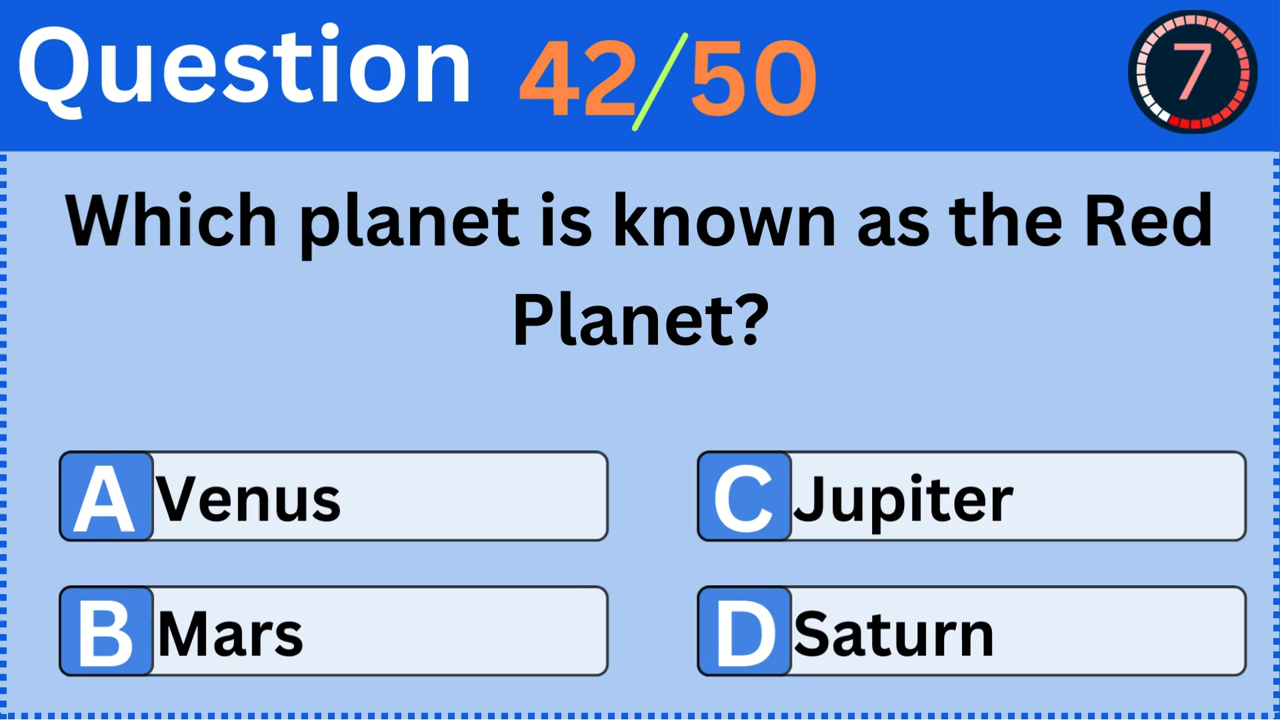 Question 42/50
7
Which planet is known as the Red
Planet?
A Venus
B Mars
C Jupiter
D Saturn